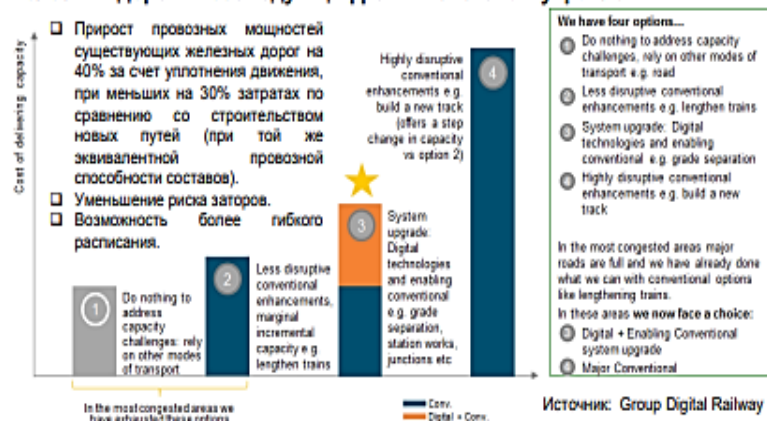 Cost of delivering capacity
Прирост провозных мощностей
существующих железных дорог на
40% за счет уплотнения движения,
при меньших на 30% затратах по
сравнению со строительством
новых путей (при той же
эквивалентной провозной
способности составов).
Уменьшение риска заторов.
Возможность более гибкого
расписания.
1
Do nothing to
address
capacity
challenges: rely
on other modes
of transport
2
Less disruptive
conventional
enhancements,
marginal
incremental
capacity e.g
lengthen trains
3
System
upgrade:
Digital
technologies
and enabling
conventional
e.g. grade
separation,
station works,
junctions etc
Highly disruptive
conventional
enhancements e.g.
build a new track
(offers a step
change in capacity
vs option 2)
4
In the most congested areas we
have exhausted these options
Conv.
Digital + Conv.
We have four options...
Do nothing to address capacity
challenges, rely on other modes of
transport e.g. road
Less disruptive conventional
enhancements e.g. lengthen trains
System upgrade: Digital
technologies and enabling
conventional e.g. grade separation
Highly disruptive conventional
enhancements e.g. build a new
track
In the most congested areas major
roads are full and we have already done
what we can with conventional options
like lengthening trains.
In these areas we now face a choice:
Digital + Enabling Conventional
system upgrade
Major Conventional
Источник: Group Digital Railway